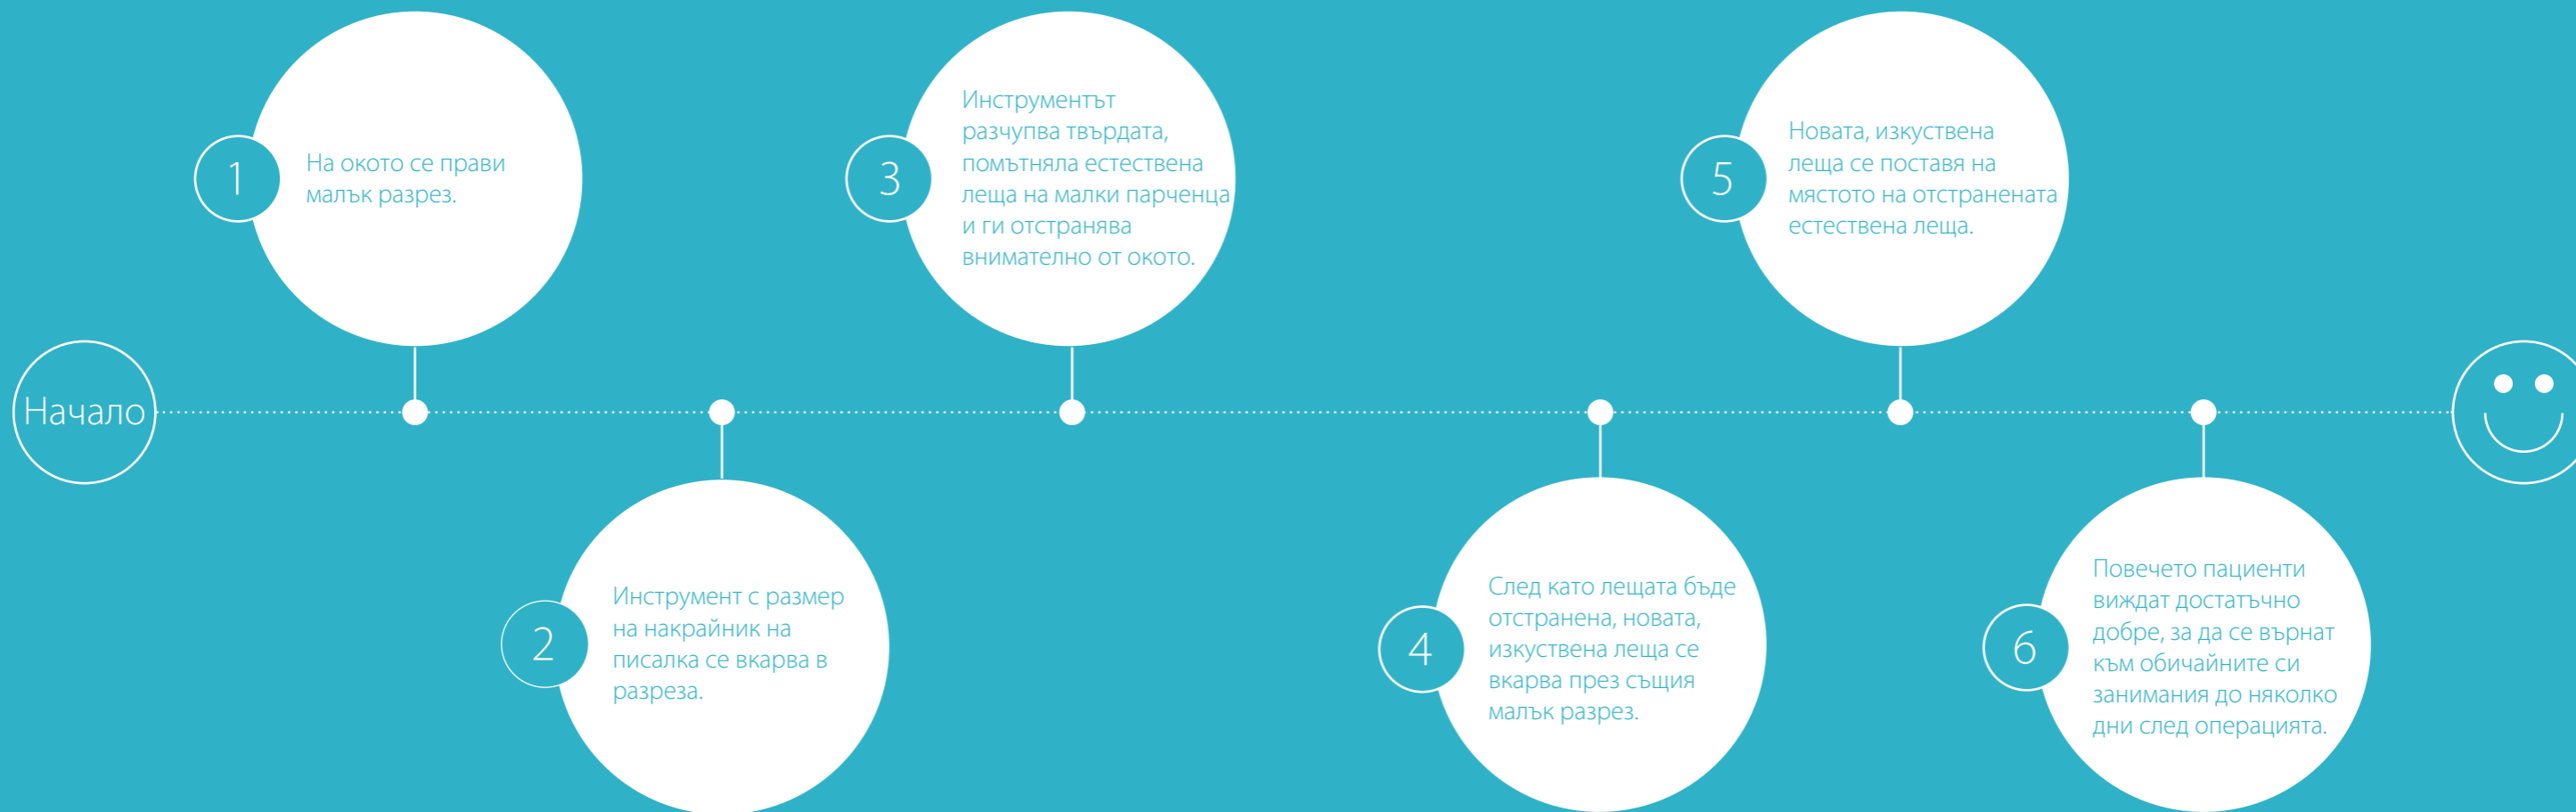 Начало
1
На окото се прави
малък разрез.
2
Инструмент с размер
на накрайник на
писалка се вкарва в
разреза.
3
Инструментът
разчупва твърдата,
помътняла естествена
леща на малки парченца
и ги отстранява
внимателно от окото.
4
След като лещата бъде
отстранена, новата,
изкуствена леща се
вкарва през същия
малък разрез.
5
Новата, изкуствена
леща се поставя на
мястото на отстранената
естествена леща.
6
Повечето пациенти
виждат достатъчно
добре, за да се върнат
към обичайните си
занимания до няколко
дни след операцията.